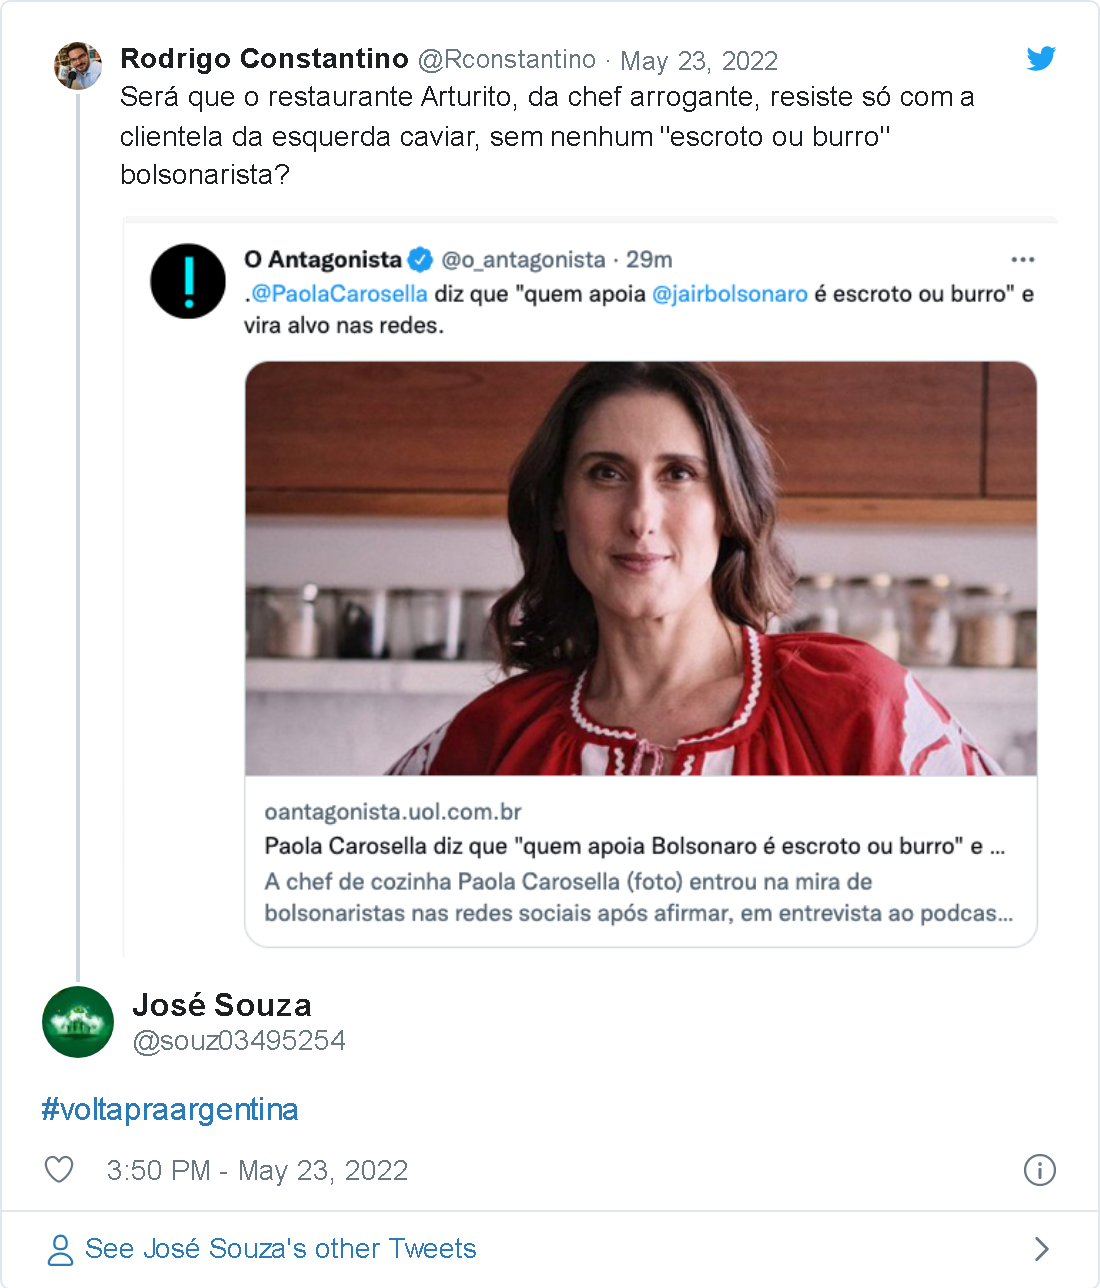 Rodrigo Constantino @Rconstantino · May 23, 2022
Será que o restaurante Arturito, da chef arrogante, resiste só com a
clientela da esquerda caviar, sem nenhum "escroto ou burro"
bolsonarista?
O Antagonista @o_antagonista · 29m
.@PaolaCarosella diz que "quem apoia @jairbolsonaro é escroto ou burro" e
vira alvo nas redes.
oantagonista.uol.com.br
Paola Carosella diz que "quem apoia Bolsonaro é escroto ou burro" e ...
A chef de cozinha Paola Carosella (foto) entrou na mira de
bolsonaristas nas redes sociais após afirmar, em entrevista ao podcas...
José Souza
@souz03495254
#voltapraargentina
3:50 PM - May 23, 2022
See José Souza's other Tweets